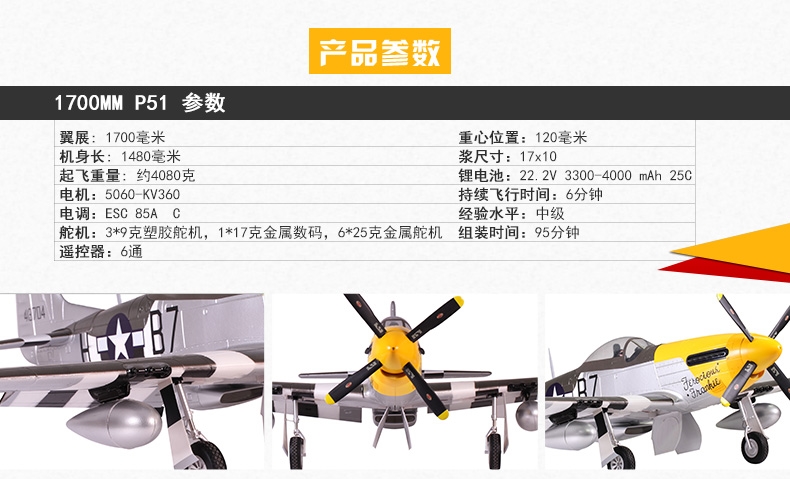 产品参数
1700MM P51 参数
翼展: 1700毫米
重心位置: 120毫米
机身长: 1480毫米
浆尺寸: 17x10
起飞重量: 约4080克
锂电池: 22.2V 3300-4000 mAh 25C
电机: 5060-KV360
持续飞行时间: 6分钟
电调: ESC 85A C
经验水平: 中级
舵机: 3*9克塑胶舵机, 1*17克金属数码, 6*25克金属舵机
组装时间: 95分钟
遥控器: 6通
B7
Ferocious
Frankie
B7